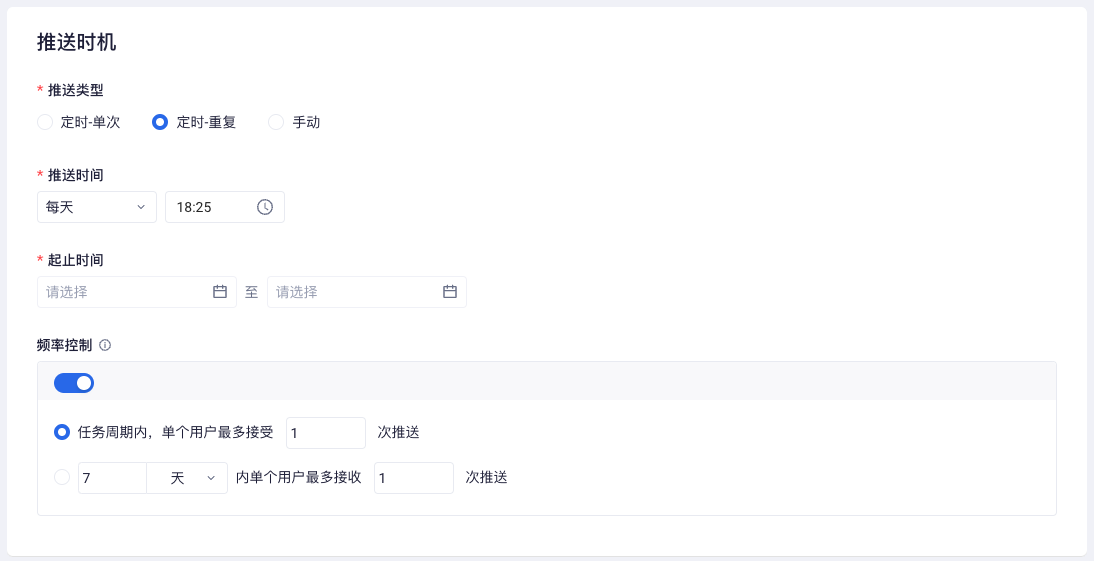 推送时机
* 推送类型
定时-单次 定时-重复 手动
* 推送时间
每天 18:25
* 起止时间
请选择 至 请选择
频率控制
任务周期内，单个用户最多接受 1 次推送
7 天 内单个用户最多接收 1 次推送